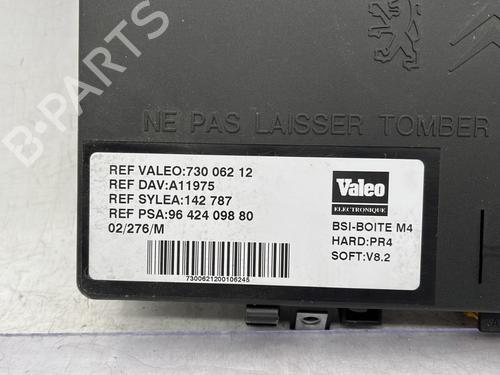 B-PARTS
NE PAS LAISSER TOMBER
REF VALEO:730 062 12
REF DAV:A11975
REF SYLEA:142 787
REF PSA:96 424 098 80
02/276/M
7300621200106245
Valeo
ELECTRONIQUE
BSI-BOITE M4
HARD:PR4
SOFT:V8.2